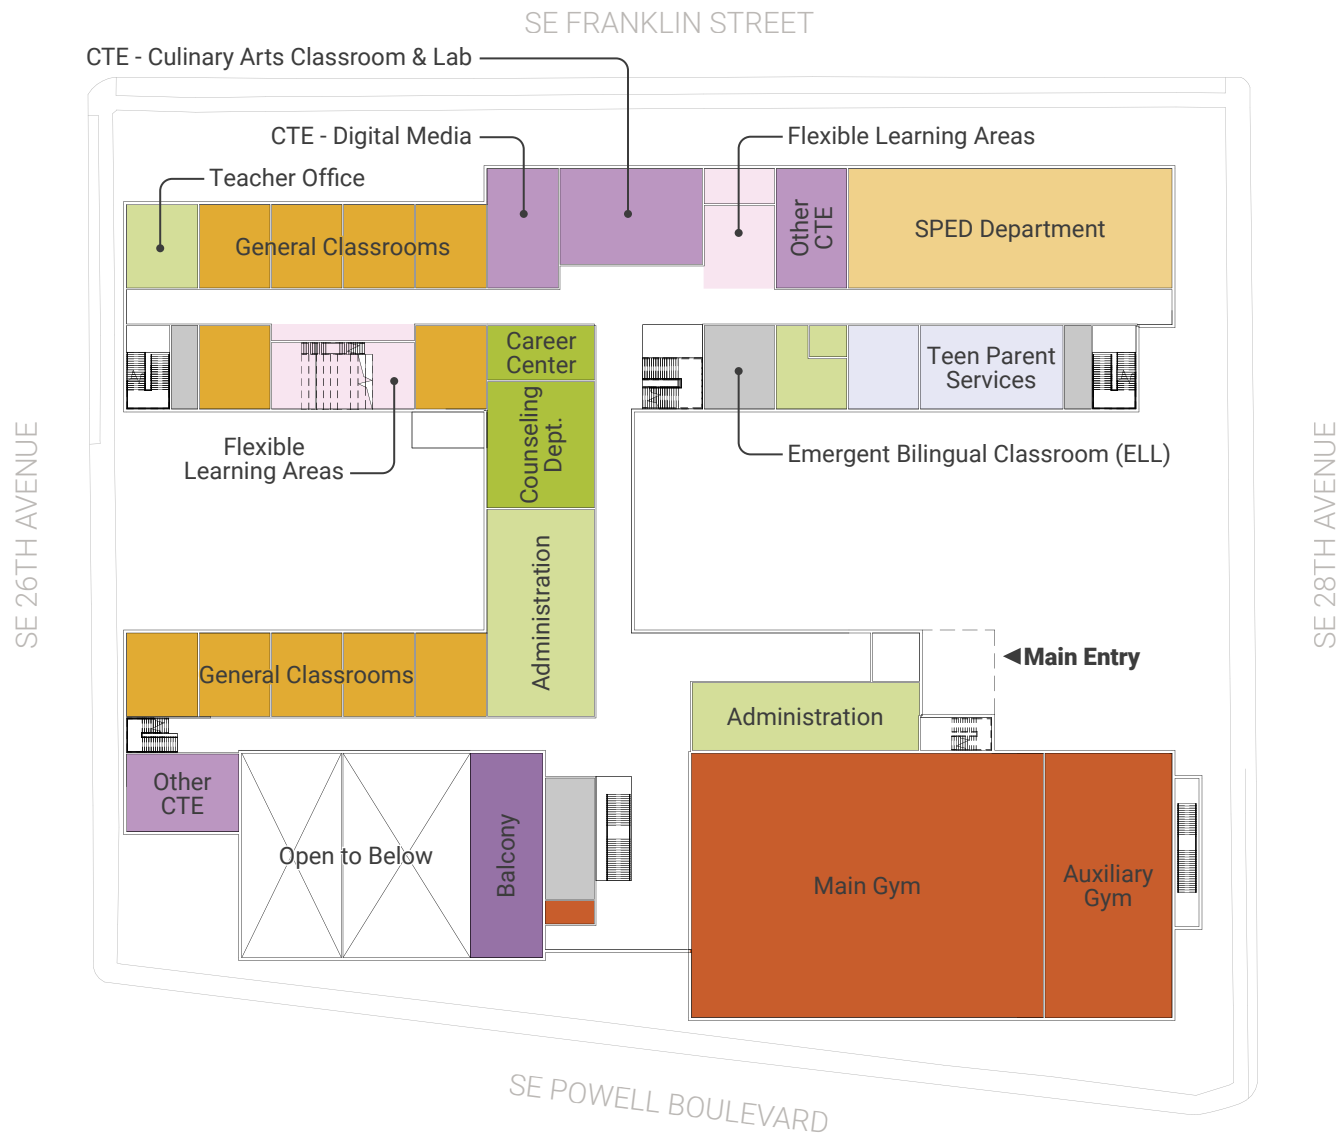 SE FRANKLIN STREET
CTE - Culinary Arts Classroom & Lab
CTE - Digital Media
Flexible Learning Areas
Teacher Office
General Classrooms
Other
CTE
SPED Department
Career
Center
Teen Parent
Services
Counseling
Dept.
Flexible
Learning Areas
Emergent Bilingual Classroom (ELL)
SE 26TH AVENUE
SE 28TH AVENUE
Administration
General Classrooms
Main Entry
Administration
Other
CTE
Open to Below
Balcony
Main Gym
Auxiliary
Gym
SE POWELL BOULEVARD